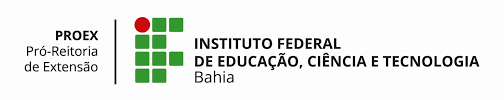 PROEX
Pró-Reitoria
de Extensão
INSTITUTO FEDERAL
DE EDUCAÇÃO, CIÊNCIA E TECNOLOGIA
Bahia